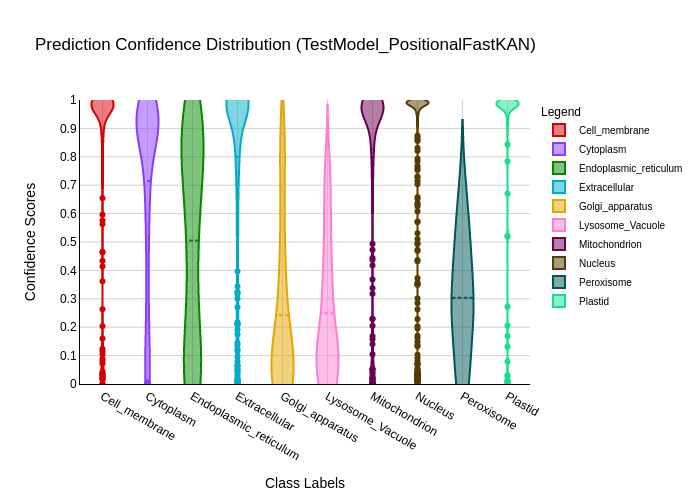 Prediction Confidence Distribution (TestModel_PositionalFastKAN)
Legend
Cell_membrane
Cytoplasm
Endoplasmic_reticulum
Extracellular
Golgi_apparatus
Lysosome_Vacuole
Mitochondrion
Nucleus
Peroxisome
Plastid
Confidence Scores
1
0.9
0.8
0.7
0.6
0.5
0.4
0.3
0.2
0.1
0
Cell_membrane
Cytoplasm
Endoplasmic_reticulum
Extracellular
Golgi_apparatus
Lysosome_Vacuole
Mitochondrion
Nucleus
Peroxisome
Plastid
Class Labels